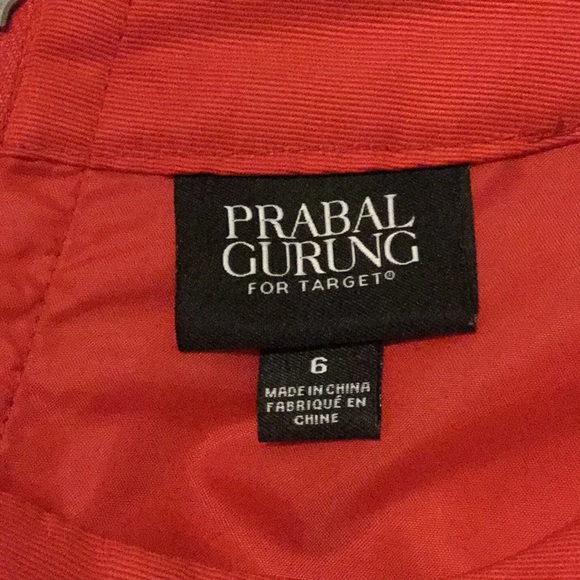 PRABAL
GURUNG
FOR TARGET®
6
MADE IN CHINA
FABRIQUÉ EN
CHINE